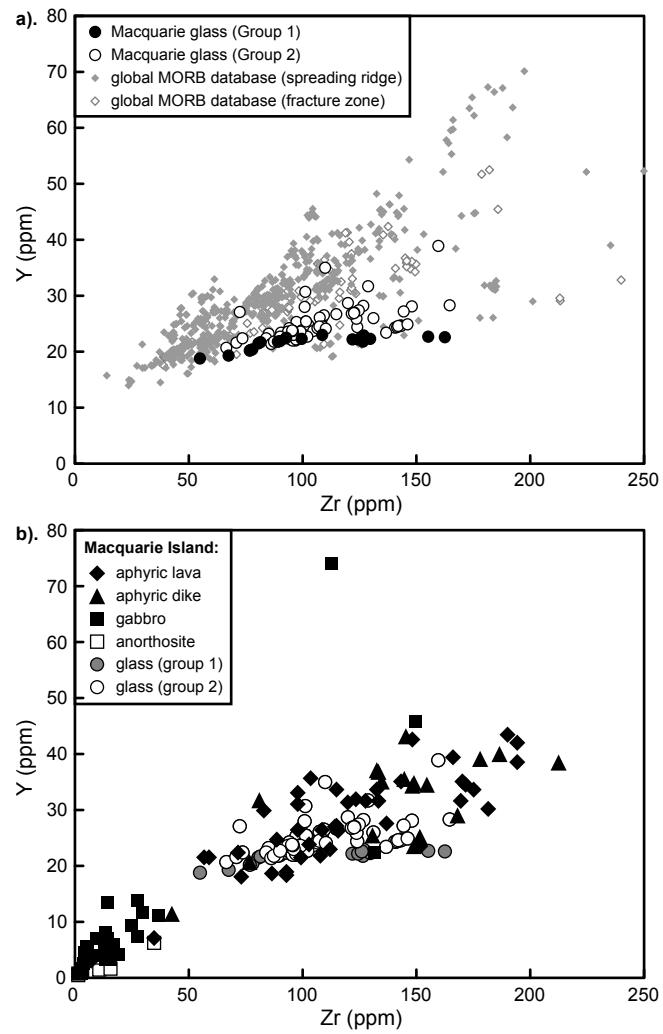 a).
Macquarie glass (Group 1)
Macquarie glass (Group 2)
global MORB database (spreading ridge)
global MORB database (fracture zone)
80
70
60
50
40
30
20
10
0
Y (ppm)
0 50 100 150 200 250
Zr (ppm)
b).
Macquarie Island:
aphyric lava
aphyric dike
gabbro
anorthosite
glass (group 1)
glass (group 2)
80
70
60
50
40
30
20
10
0
Y (ppm)
0 50 100 150 200 250
Zr (ppm)